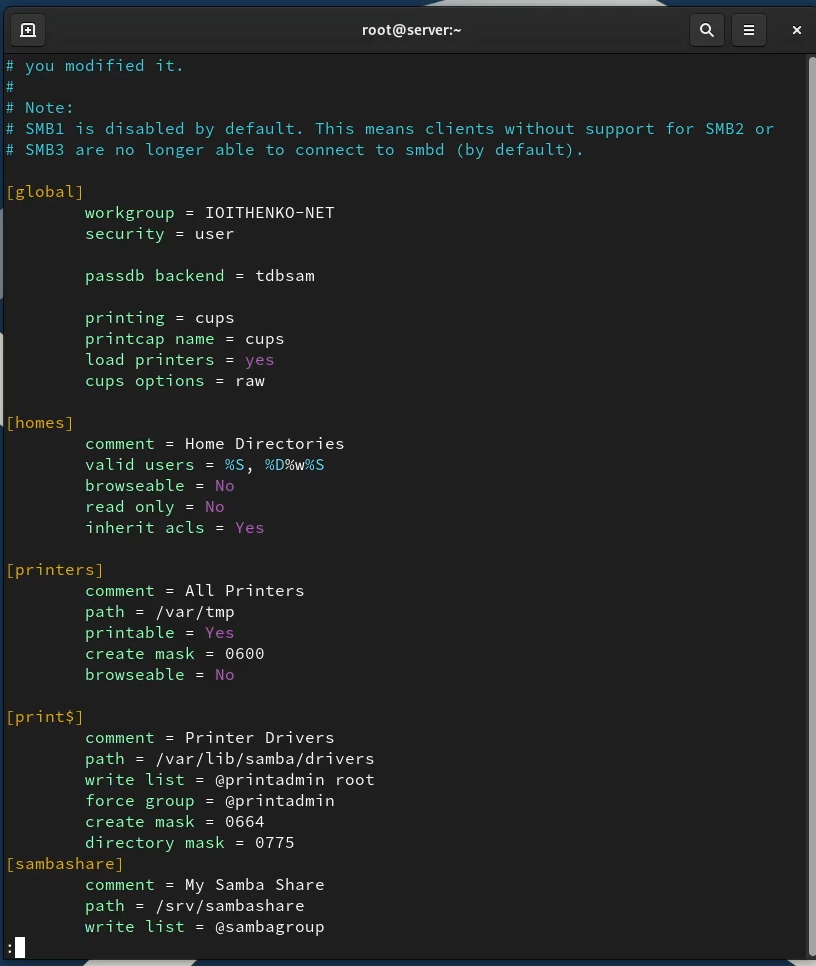 root@server:~
# you modified it.
#
# Note:
# SMB1 is disabled by default. This means clients without support for SMB2 or
# SMB3 are no longer able to connect to smbd (by default).
[global]
workgroup = IOITHENKO-NET
security = user
passdb backend = tdbsam
printing = cups
printcap name = cups
load printers = yes
cups options = raw
[homes]
comment = Home Directories
valid users = %S, %D%w%S
browseable = No
read only = No
inherit acls = Yes
[printers]
comment = All Printers
path = /var/tmp
printable = Yes
create mask = 0600
browseable = No
[print$]
comment = Printer Drivers
path = /var/lib/samba/drivers
write list = @printadmin root
force group = @printadmin
create mask = 0664
directory mask = 0775
[sambashare]
comment = My Samba Share
path = /srv/sambashare
write list = @sambagroup
: